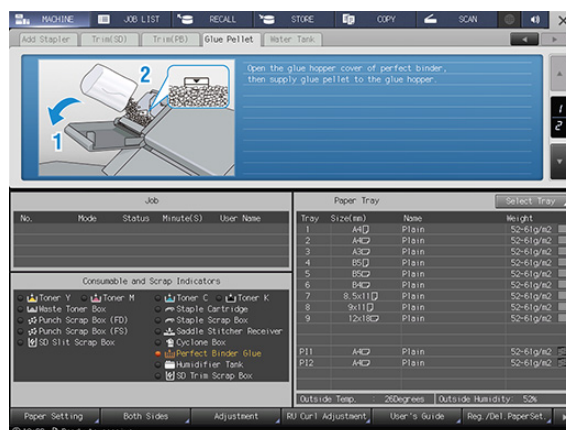 MACHINE JOB LIST RECALL STORE COPY SCAN
Add Stapler Trim(SD) Trim(PB) Glue Pellet Water Tank
Open the glue hopper cover of perfect binder,
then supply glue pellet to the glue hopper.
1
2
1
2
Job
No. Mode Status Minute(S) User Name
Consumable and Scrap Indicators
Toner Y Toner M Toner C Toner K
Waste Toner Box Staple Cartridge
Punch Scrap Box (FD) Staple Scrap Box
Punch Scrap Box (FS) Saddle Stitcher Receiver
SD Slit Scrap Box Cyclone Box
Perfect Binder Glue
Humidifier Tank
SD Trim Scrap Box
Paper Tray Select Tray
Tray Size(mm) Name Weight
1 A4 Plain 52-61g/m2
2 A4 Plain 52-61g/m2
3 A3 Plain 52-61g/m2
4 B5 Plain 52-61g/m2
5 B5 Plain 52-61g/m2
6 B4 Plain 52-61g/m2
7 8.5x11 Plain 52-61g/m2
8 9x11 Plain 52-61g/m2
9 12x18 Plain 52-61g/m2
PI1 A4 Plain 52-61g/m2
PI2 A4 Plain 52-61g/m2
Outside Temp. : 26Degrees Outside Humidity: 52%
Paper Setting Both Sides Adjustment RU Curl Adjustment User's Guide Reg./Del.PaperSet.